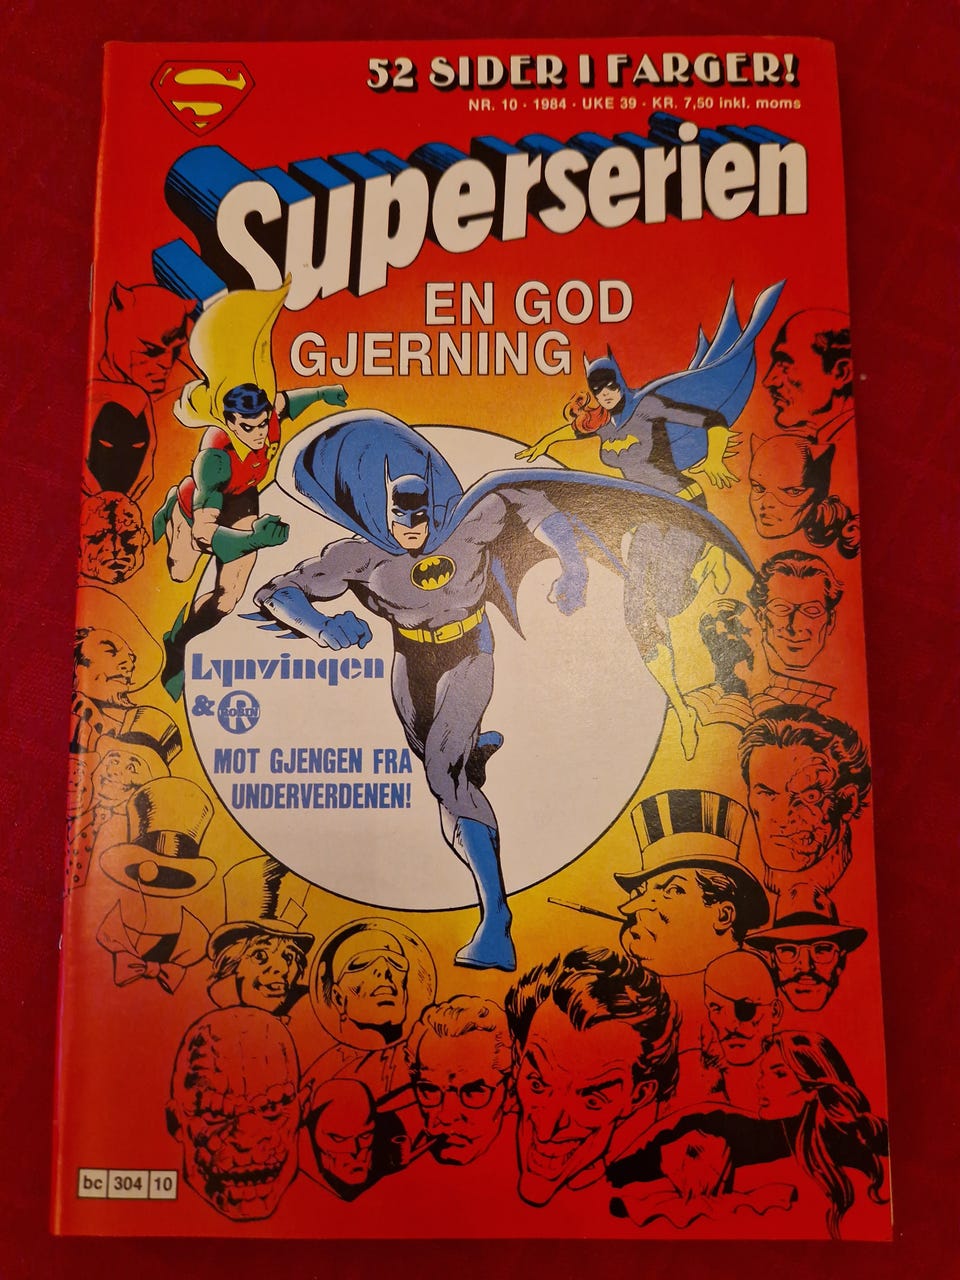 S
52 SIDER I FARGER!
NR. 10 · 1984 · UKE 39 · KR. 7,50 inkl. moms
Superserien
EN GOD
GJERNING
Lynvingen
& R
ROBIN
MOT GJENGEN FRA
UNDERVERDENEN!
bc 304 10